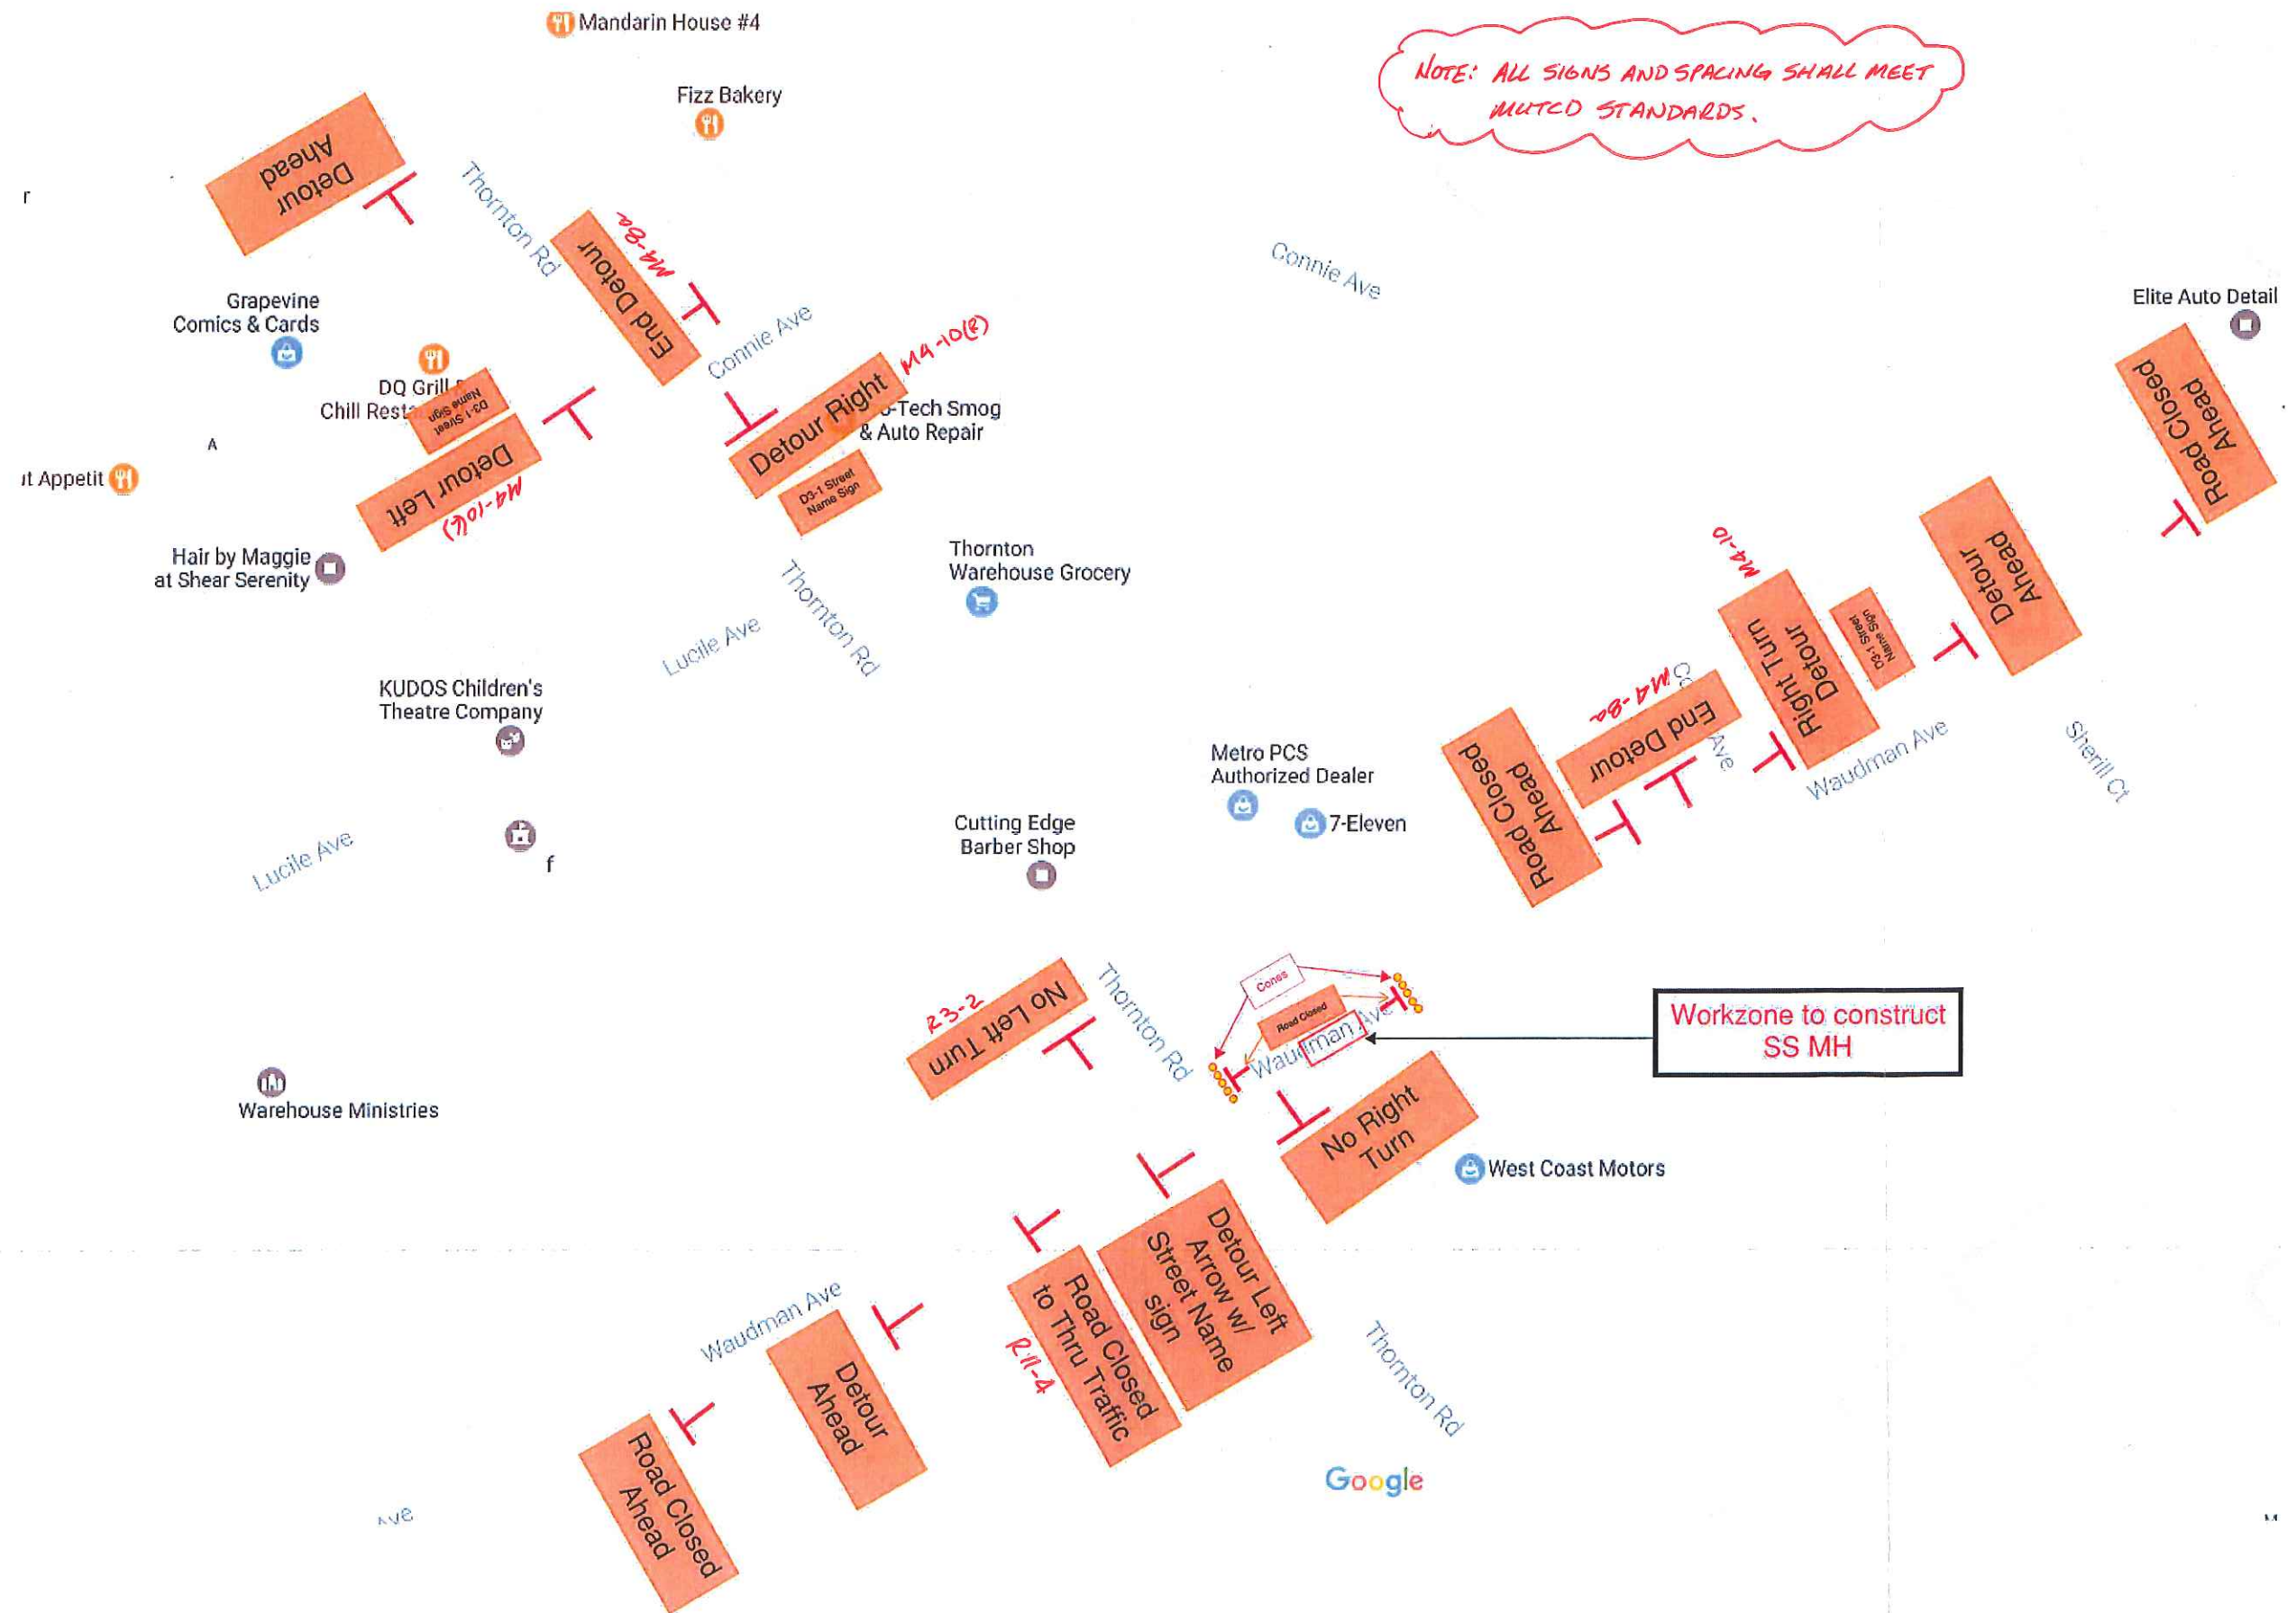 Mandarin House #4
NOTE: ALL SIGNS AND SPACING SHALL MEET
MUTCD STANDARDS.
Fizz Bakery
Detour
Ahead
Thornton Rd
r
End Detour
M4-8a
Connie Ave
Elite Auto Detail
Grapevine
Comics & Cards
Connie Ave
M4-10(R)
Detour Right
D3-1 Street
Name Sign
-Tech Smog
& Auto Repair
DQ Grill
Chill Resta
D3-1 Street
Name Sign
Detour Left
M4-10(L)
A
Road Closed
Ahead
it Appetit
Hair by Maggie
at Shear Serenity
Thornton
Warehouse Grocery
Thornton Rd
Lucile Ave
M4-10
Right Turn
Detour
D3-1 Street
Name Sign
Detour
Ahead
KUDOS Children's
Theatre Company
M4-8a
End Detour
Co
Ave
Waudman Ave
Sherill Ct
Road Closed
Ahead
Metro PCS
Authorized Dealer
7-Eleven
Cutting Edge
Barber Shop
Lucile Ave
f
R3-2
No Left Turn
Thornton Rd
Cones
Road Closed
Waudman Ave
Workzone to construct
SS MH
Warehouse Ministries
No Right
Turn
West Coast Motors
Detour Left
Arrow w/
Street Name
sign
Road Closed
to Thru Traffic
R11-4
Waudman Ave
Detour
Ahead
Thornton Rd
Road Closed
Ahead
Google
Ave